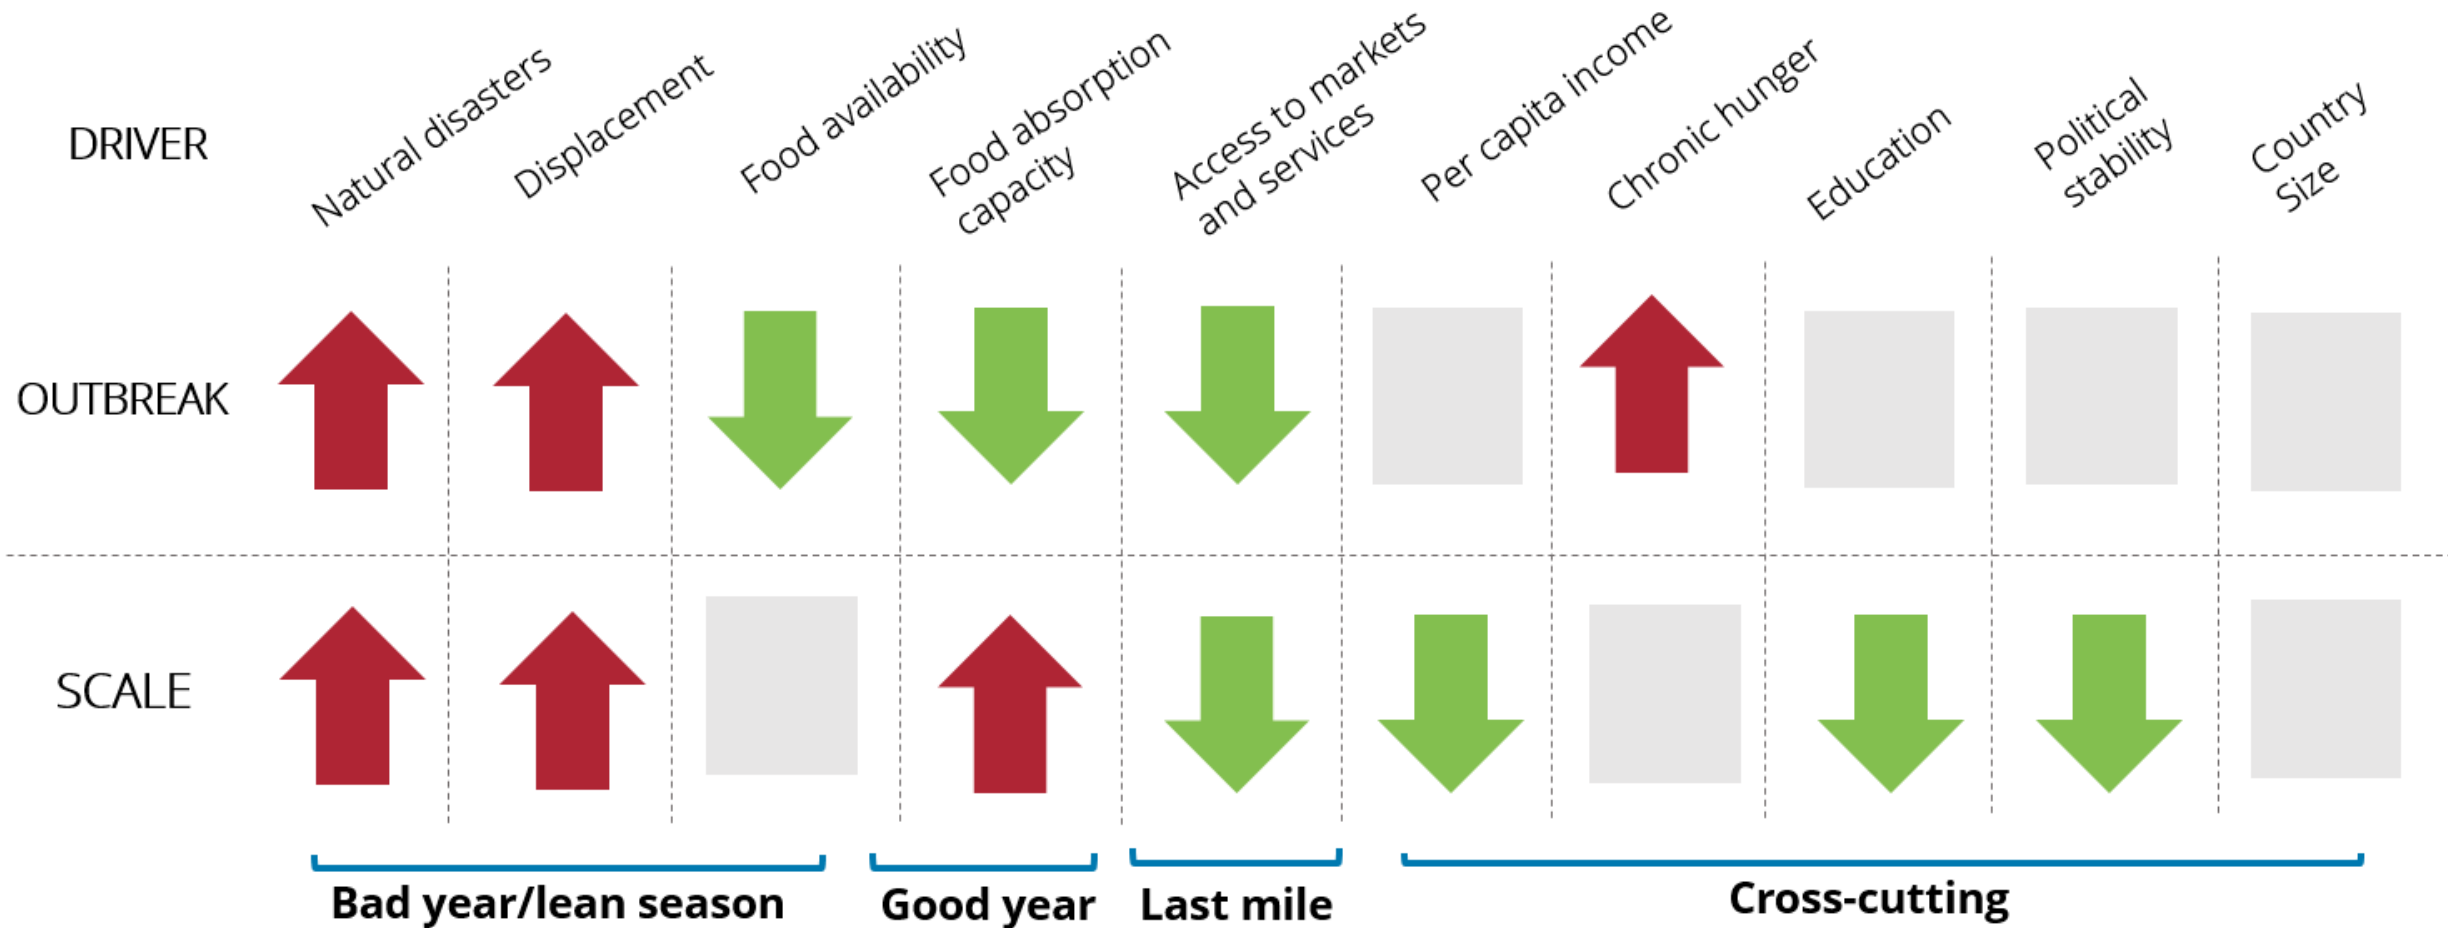 DRIVER
Natural disasters
Displacement
Food availability
Food absorption
capacity
Access to markets
and services
Per capita income
Chronic hunger
Education
Political
stability
Country
Size
OUTBREAK
SCALE
Bad year/lean season
Good year
Last mile
Cross-cutting